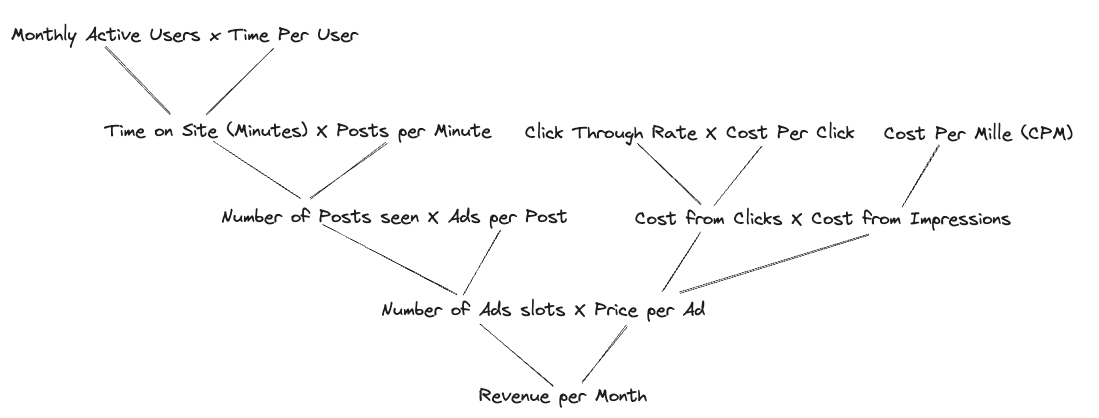 Monthly Active Users x Time Per User
Time on Site (Minutes) X Posts per Minute
Click Through Rate X Cost Per Click
Cost Per Mille (CPM)
Number of Posts seen X Ads per Post
Cost from Clicks X Cost from Impressions
Number of Ads slots X Price per Ad
Revenue per Month